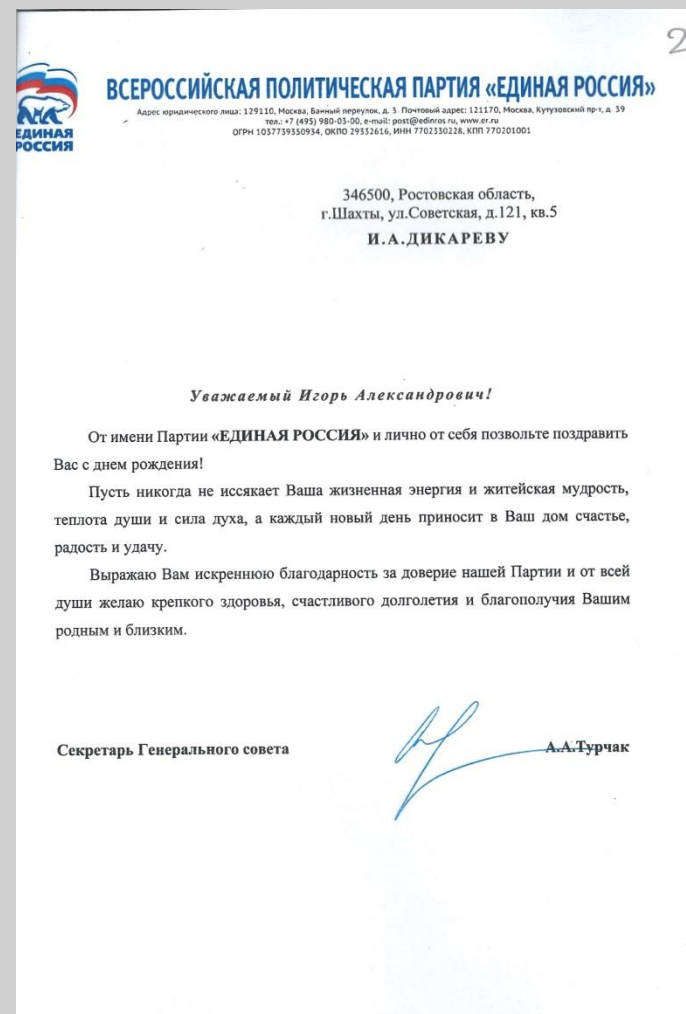 2
ВСЕРОССИЙСКАЯ ПОЛИТИЧЕСКАЯ ПАРТИЯ «ЕДИНАЯ РОССИЯ»
Адрес юридического лица: 129110, Москва, Банный переулок, д. 3. Почтовый адрес: 121170, Москва, Кутузовский пр-т, д. 39
тел.: +7 (495) 980-03-00, e-mail: post@edinros.ru, www.er.ru
ОГРН 1037739350934, ОКПО 29332616, ИНН 7702330228, КПП 770201001
ЕДИНАЯ
РОССИЯ
346500, Ростовская область,
г.Шахты, ул.Советская, д.121, кв.5
И.А.ДИКАРЕВУ
Уважаемый Игорь Александрович!
От имени Партии «ЕДИНАЯ РОССИЯ» и лично от себя позвольте поздравить
Вас с днем рождения!
Пусть никогда не иссякает Ваша жизненная энергия и житейская мудрость,
теплота души и сила духа, а каждый новый день приносит в Ваш дом счастье,
радость и удачу.
Выражаю Вам искреннюю благодарность за доверие нашей Партии и от всей
души желаю крепкого здоровья, счастливого долголетия и благополучия Вашим
родным и близким.
Секретарь Генерального совета А.А.Турчак